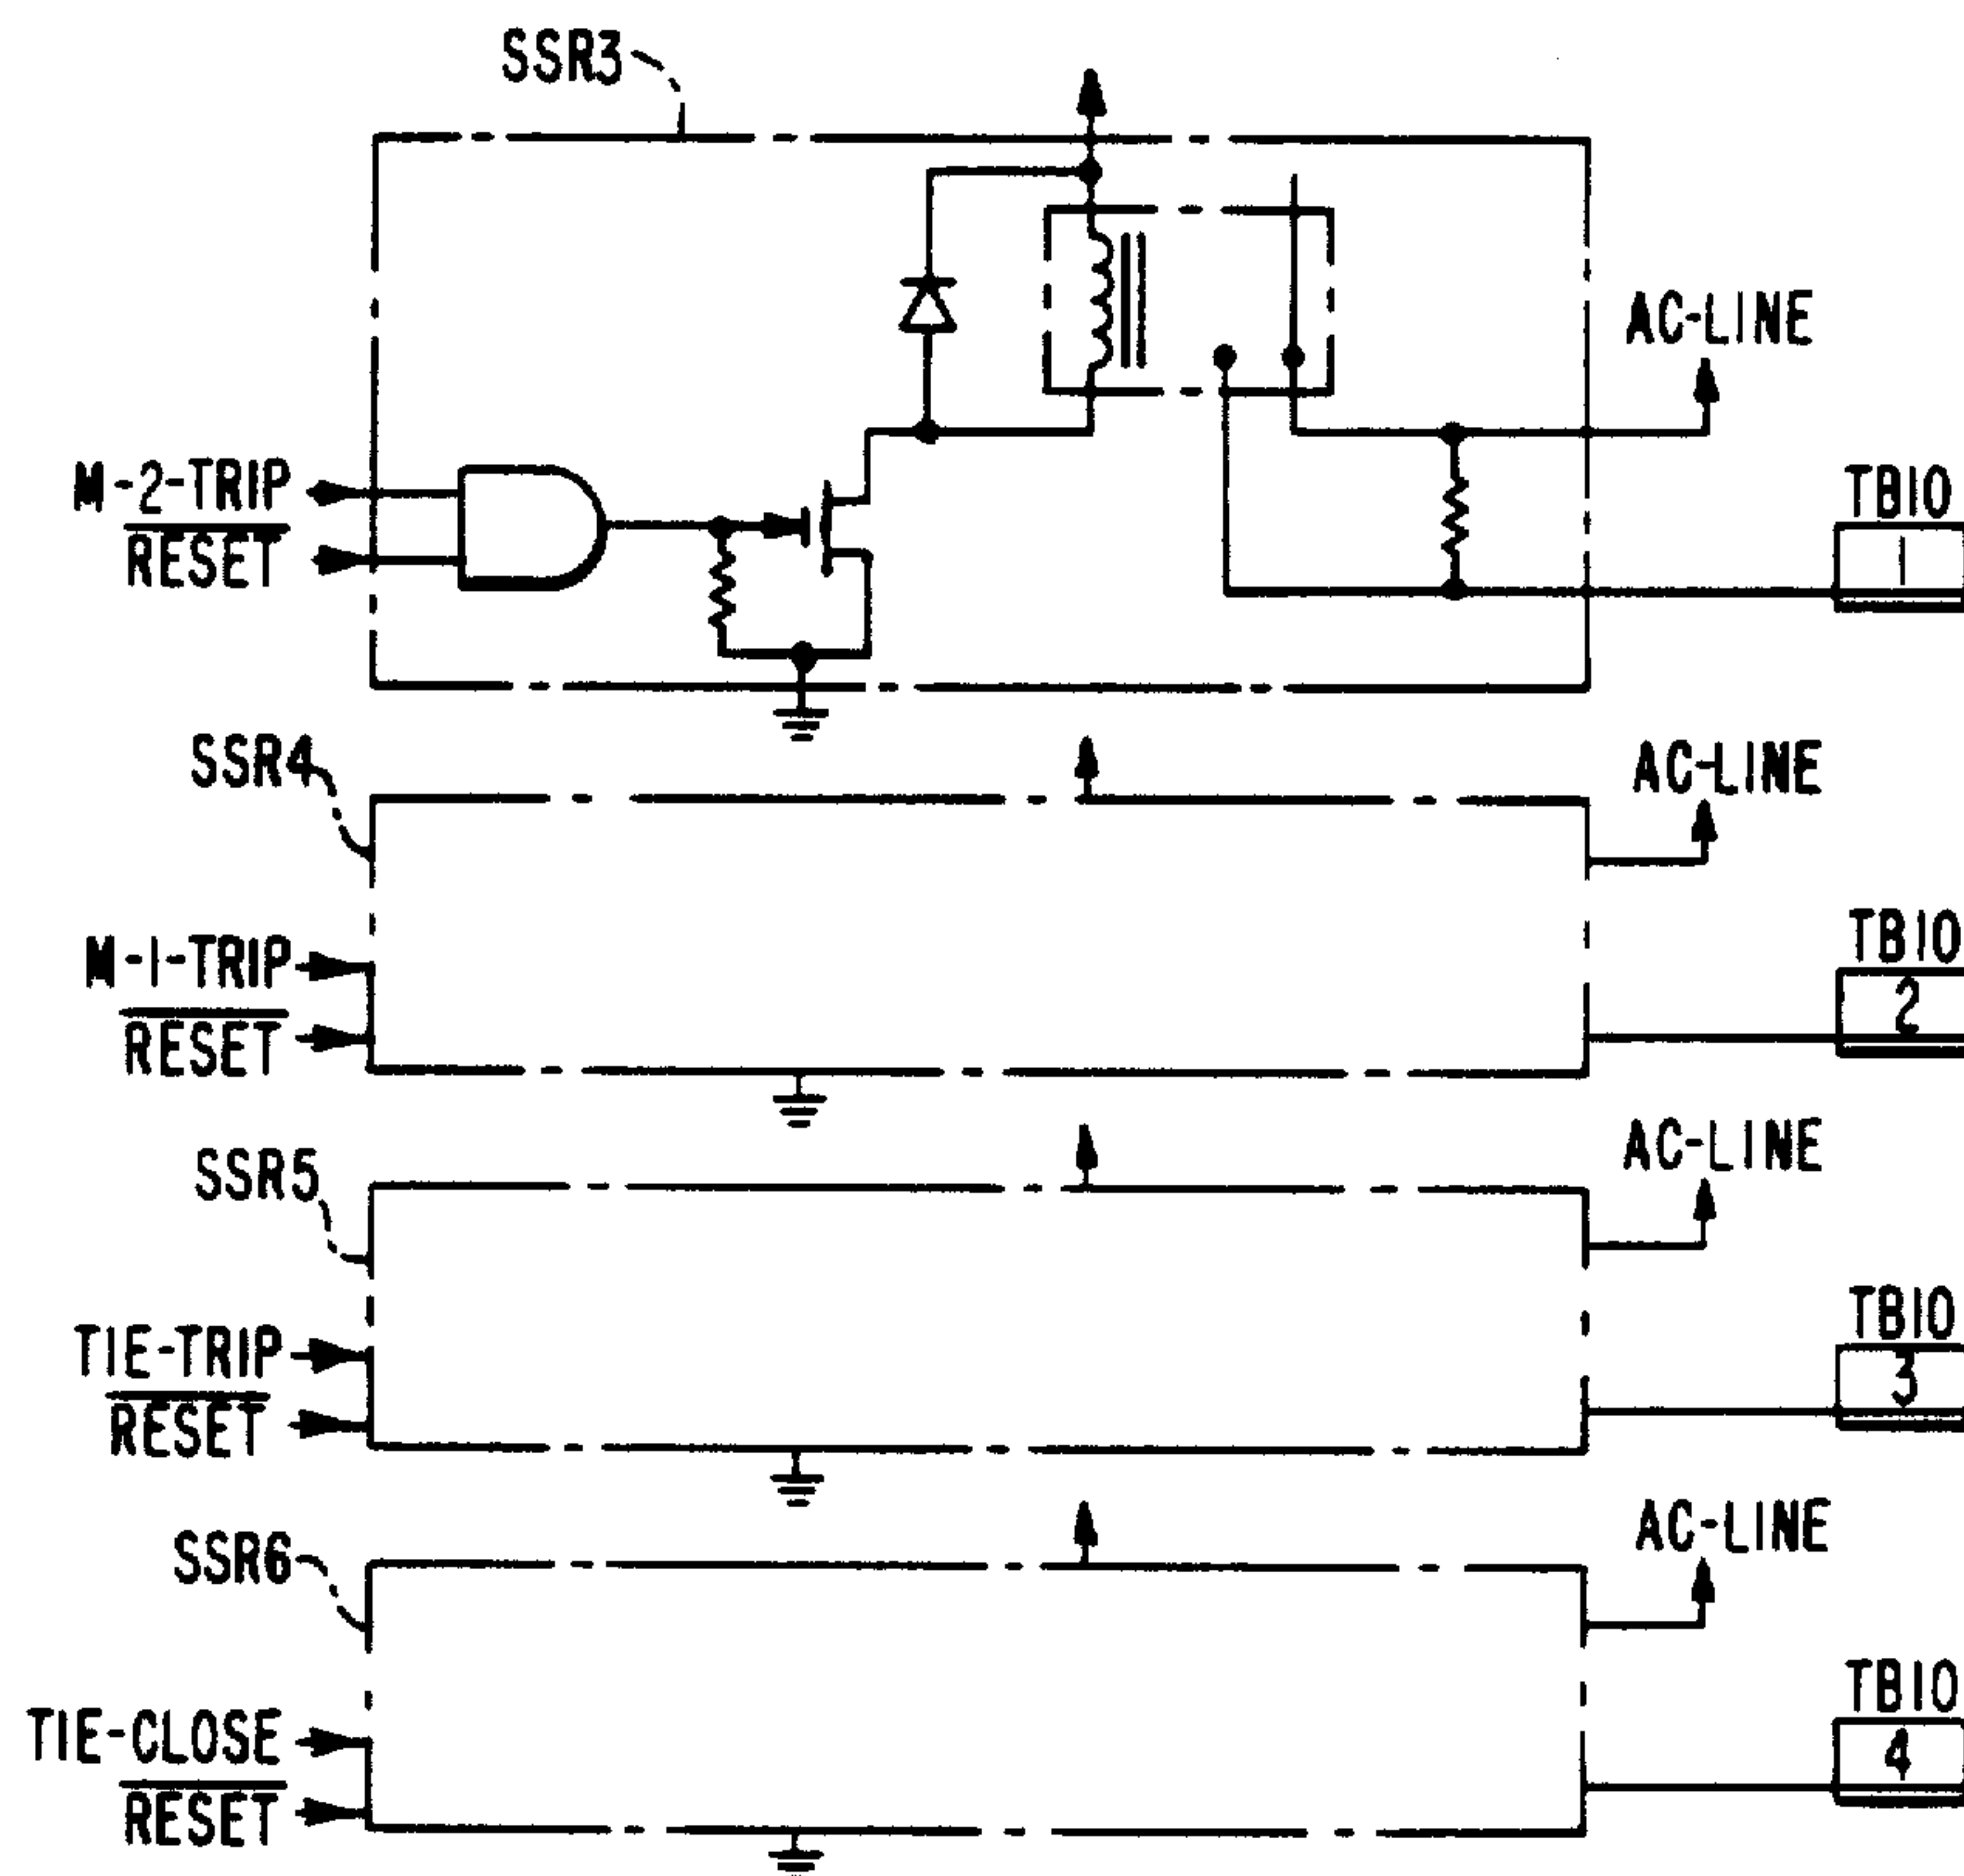 SSR3
AC-LINE
M-2-TRIP
RESET
TB10
1
SSR4
AC-LINE
M-1-TRIP
RESET
TB10
2
SSR5
AC-LINE
TIE-TRIP
RESET
TB10
3
SSR6
AC-LINE
TIE-CLOSE
RESET
TB10
4